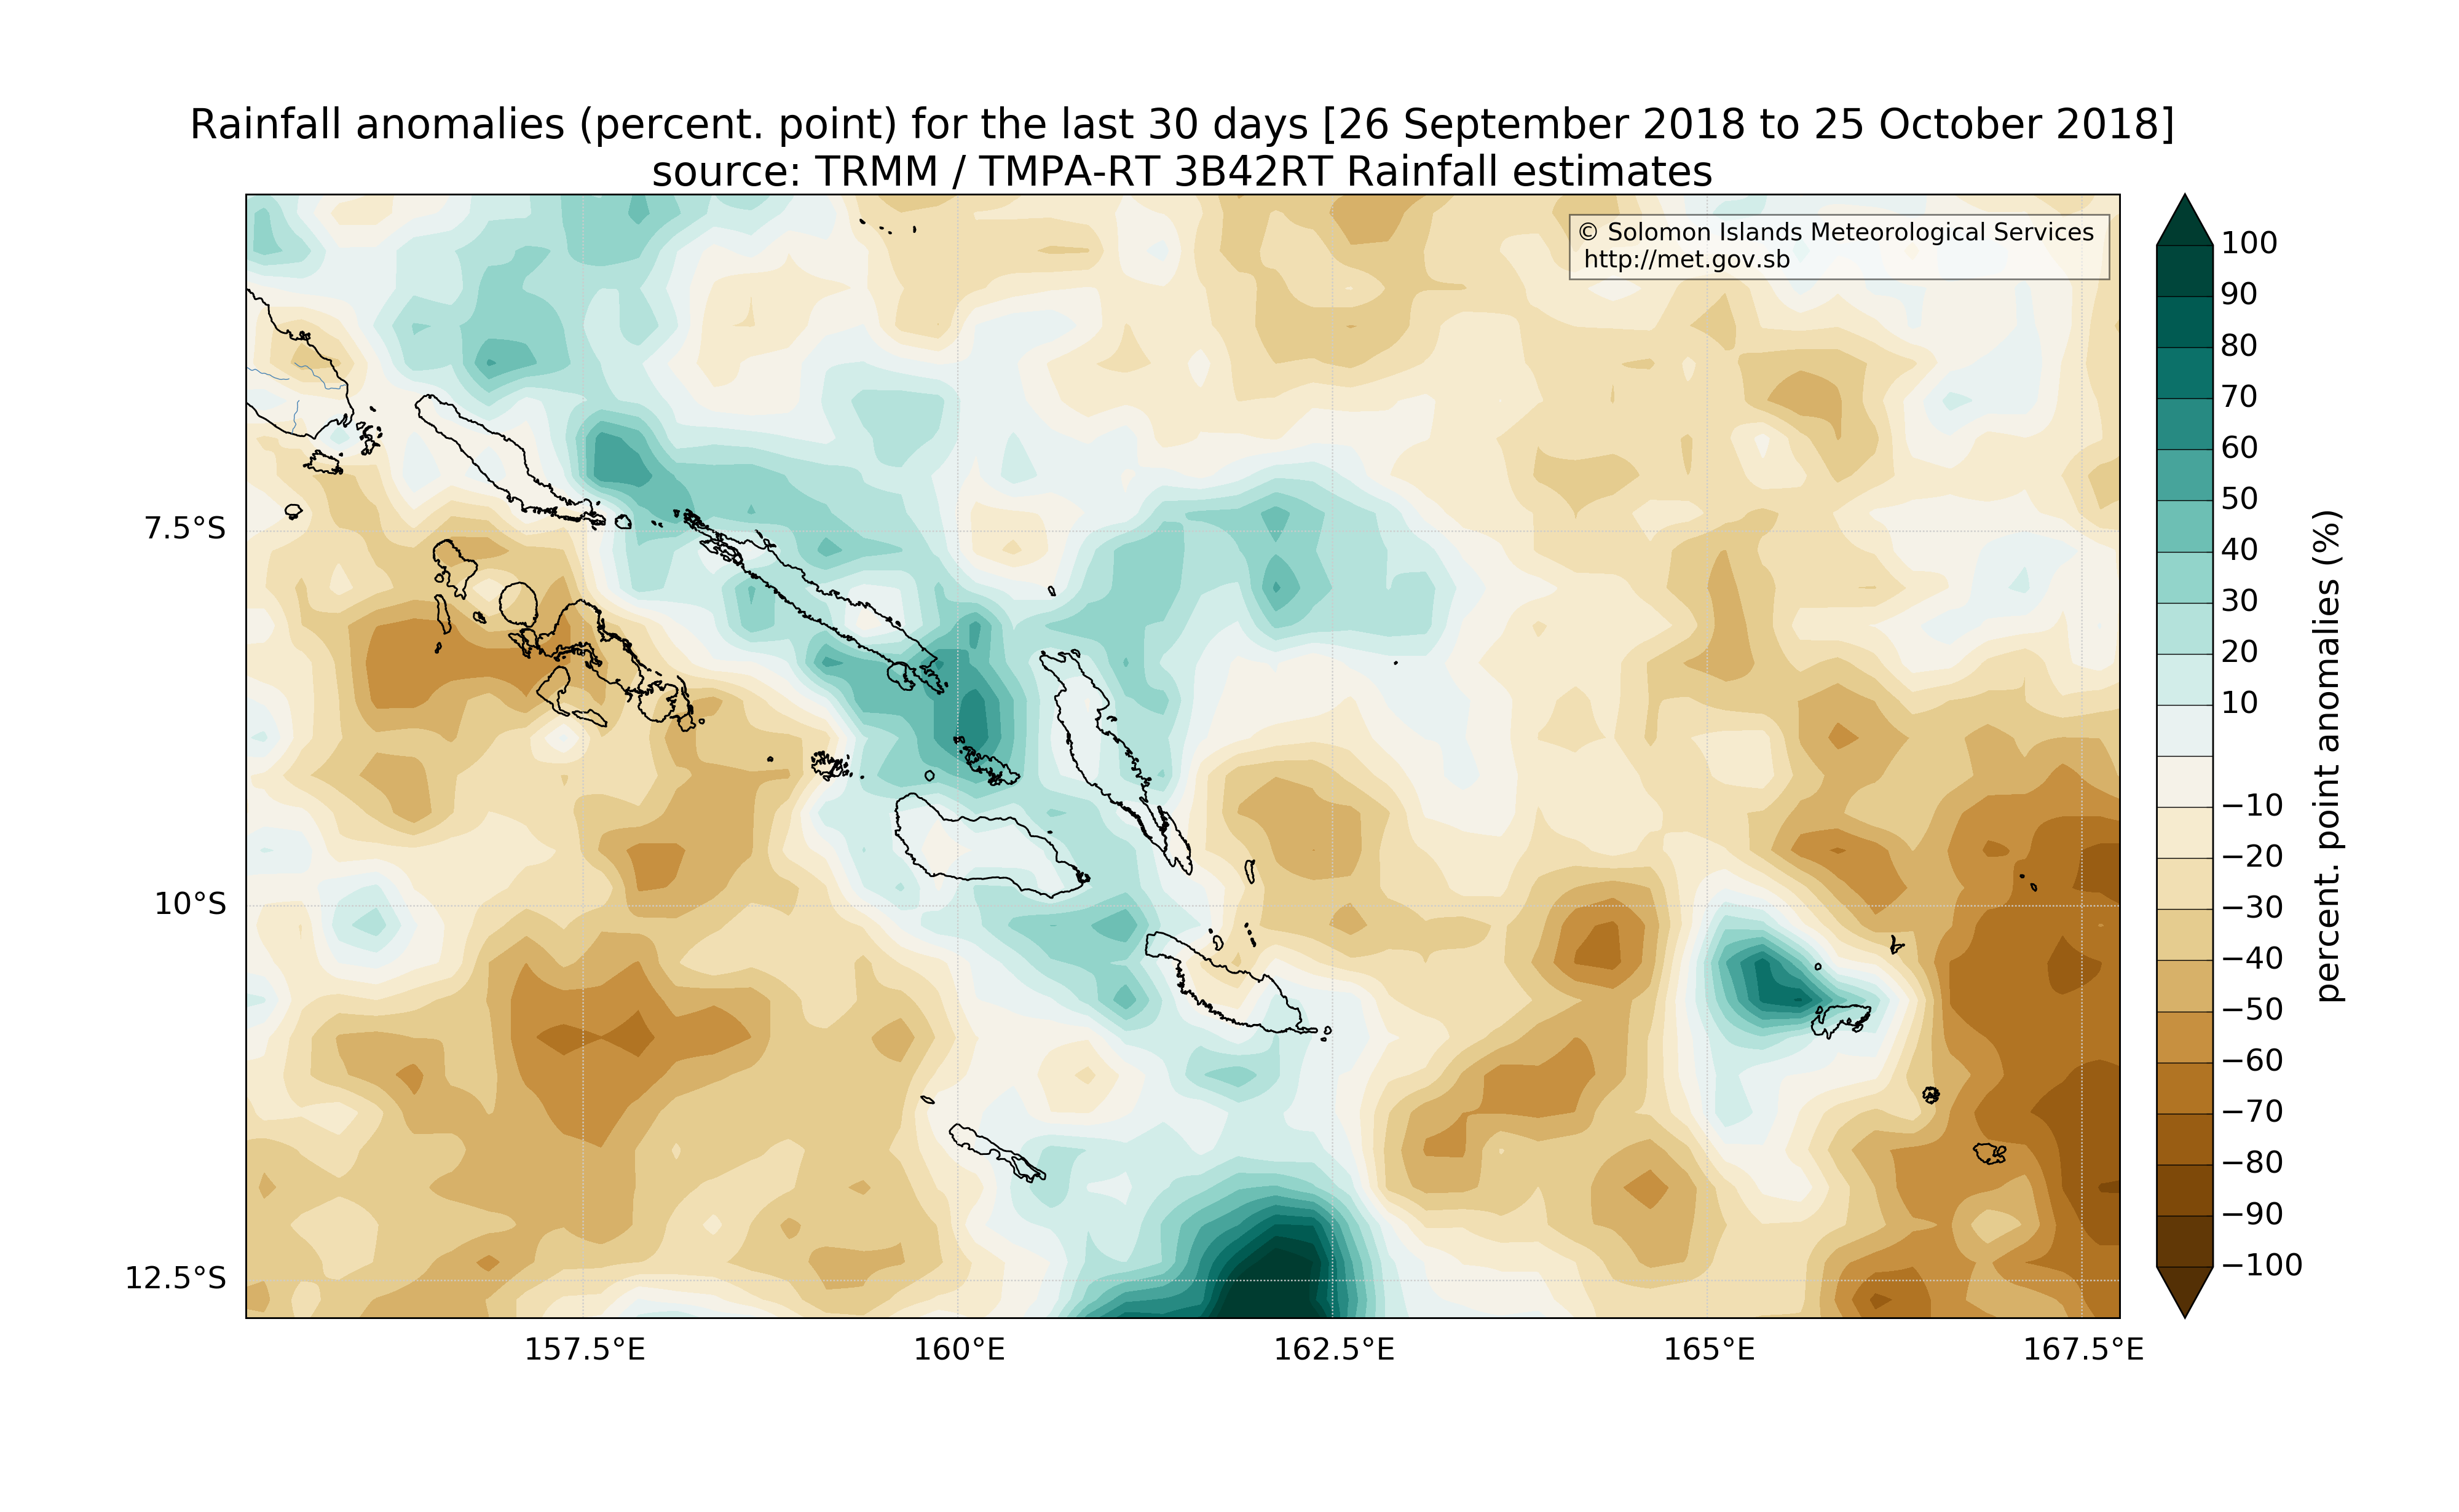 Rainfall anomalies (percent. point) for the last 30 days [26 September 2018 to 25 October 2018]
source: TRMM / TMPA-RT 3B42RT Rainfall estimates
© Solomon Islands Meteorological Services
http://met.gov.sb
7.5°S
10°S
12.5°S
157.5°E
160°E
162.5°E
165°E
167.5°E
100
90
80
70
60
50
40
30
20
10
−10
−20
−30
−40
−50
−60
−70
−80
−90
−100
percent. point anomalies (%)